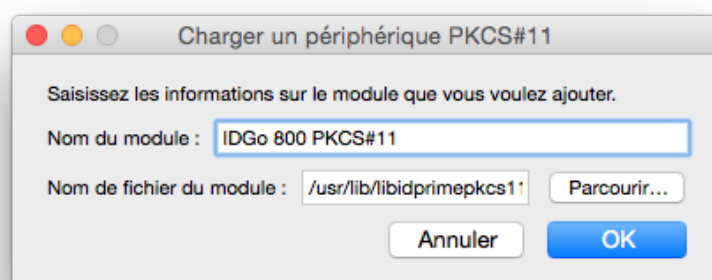 Charger un périphérique PKCS#11
Saisissez les informations sur le module que vous voulez ajouter.
Nom du module : IDGo 800 PKCS#11
Nom de fichier du module : /usr/lib/libidprimepkcs11 Parcourir...
Annuler OK